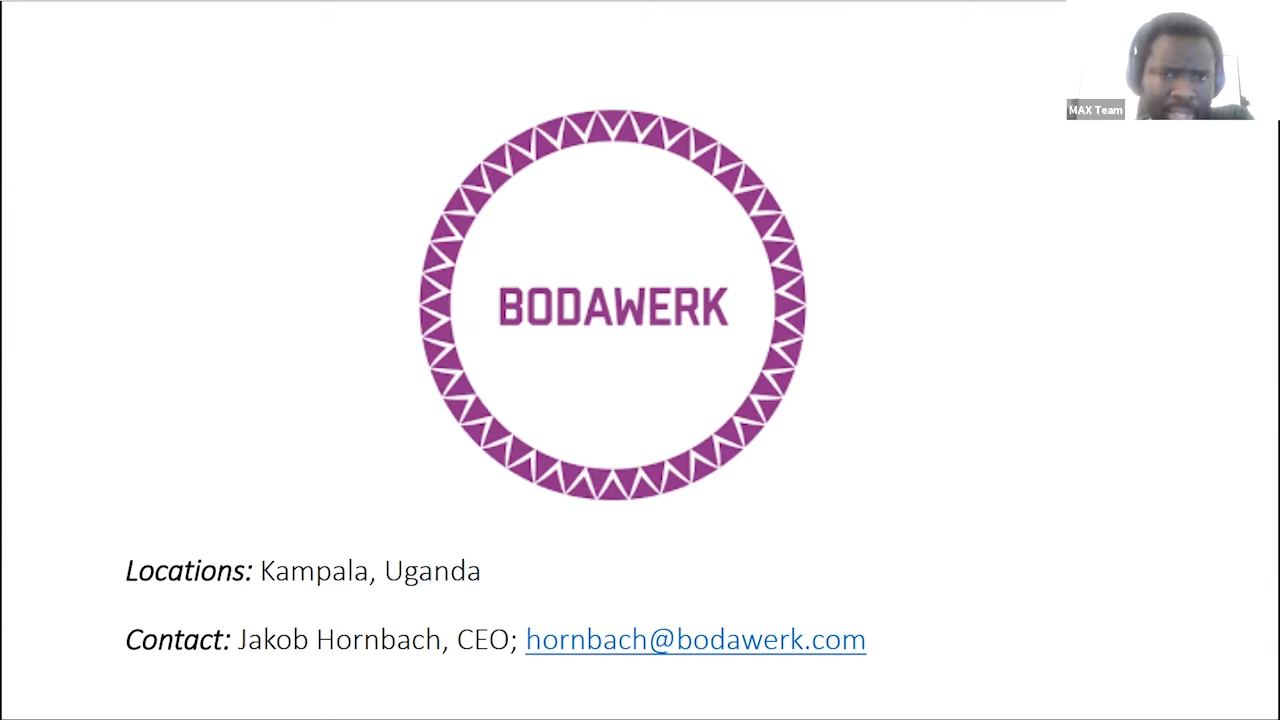 MAX Team
BODAWERK
Locations: Kampala, Uganda
Contact: Jakob Hornbach, CEO; hornbach@bodawerk.com